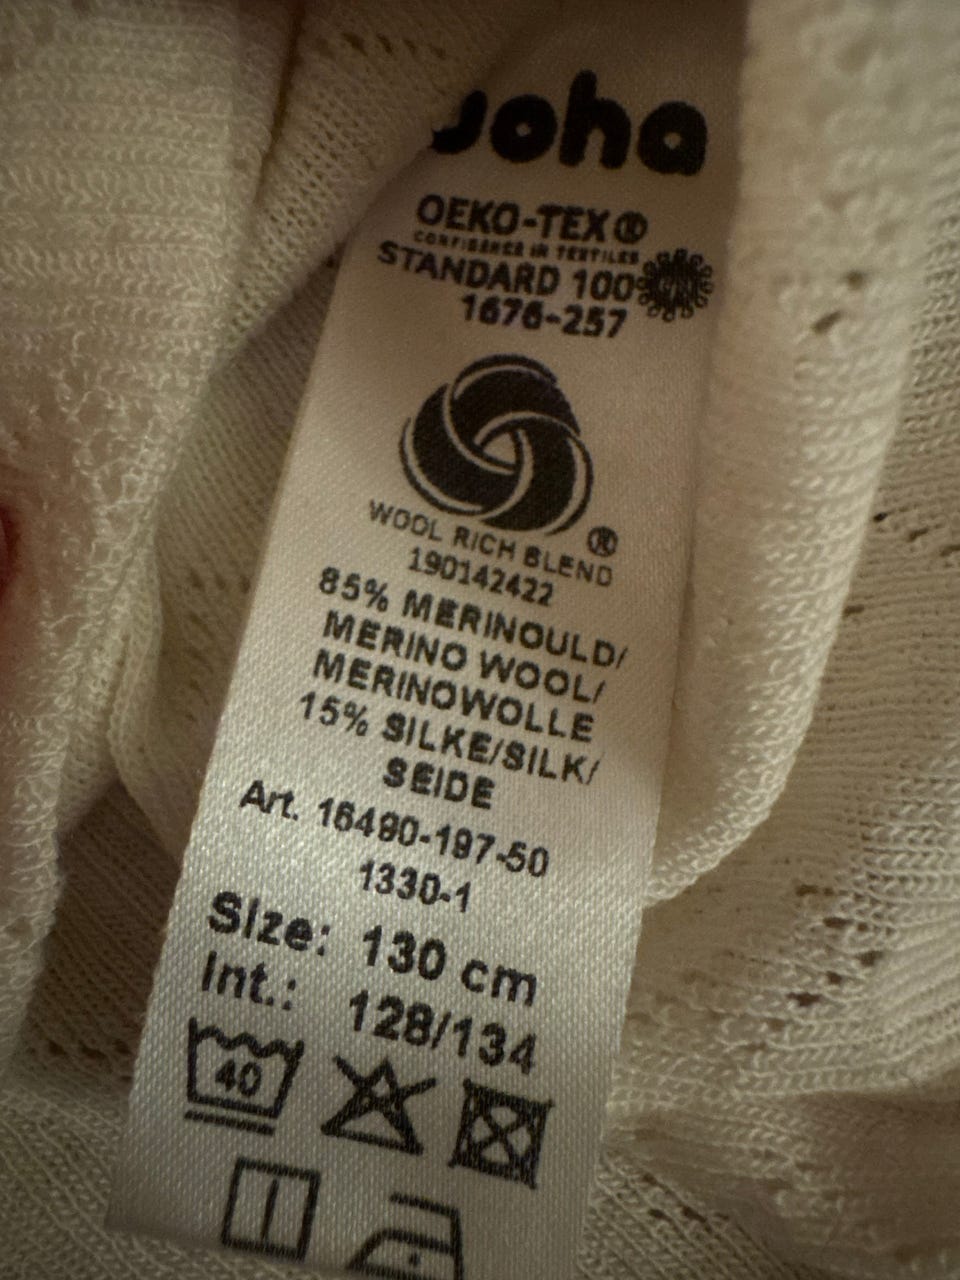 Joha
OEKO-TEX®
CONFIDENCE IN TEXTILES
STANDARD 100
1676-257
WOOL RICH BLEND ®
190142422
85% MERINOULD/
MERINO WOOL/
MERINOWOLLE
15% SILKE/SILK/
SEIDE
Art. 16490-197-50
1330-1
Size: 130 cm
Int.: 128/134
40